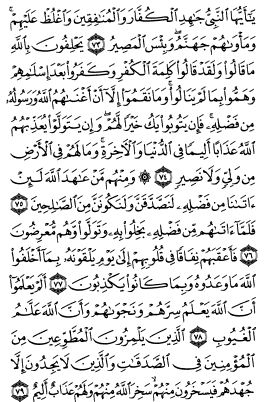 يَٰٓأَيُّهَا ٱلنَّبِىُّ جَٰهِدِ ٱلْكُفَّارَ وَٱلْمُنَٰفِقِينَ وَٱغْلُظْ عَلَيْهِمْ ۚ
وَمَأْوَىٰهُمْ جَهَنَّمُ ۖ وَبِئْسَ ٱلْمَصِيرُ ٧٣ يَحْلِفُونَ بِٱللَّهِ
مَا قَالُوا۟ وَلَقَدْ قَالُوا۟ كَلِمَةَ ٱلْكُفْرِ وَكَفَرُوا۟ بَعْدَ إِسْلَٰمِهِمْ
وَهَمُّوا۟ بِمَا لَمْ يَنَالُوا۟ ۚ وَمَا نَقَمُوٓا۟ إِلَّآ أَنْ أَغْنَىٰهُمُ ٱللَّهُ وَرَسُولُهُۥ
مِن فَضْلِهِۦ ۚ فَإِن يَتُوبُوا۟ يَكُ خَيْرًا لَّهُمْ ۖ وَإِن يَتَوَلَّوْا۟ يُعَذِّبْهُمُ
ٱللَّهُ عَذَابًا أَلِيمًا فِى ٱلدُّنْيَا وَٱلْءَاخِرَةِ ۚ وَمَا لَهُمْ فِى ٱلْأَرْضِ
مِن وَلِىٍّ وَلَا نَصِيرٍ ٧٤ ۞ وَمِنْهُم مَّنْ عَٰهَدَ ٱللَّهَ لَئِنْ
ءَاتَىٰنَا مِن فَضْلِهِۦ لَنَصَّدَّقَنَّ وَلَنَكُونَنَّ مِنَ ٱلصَّٰلِحِينَ ٧٥
فَلَمَّآ ءَاتَىٰهُم مِّن فَضْلِهِۦ بَخِلُوا۟ بِهِۦ وَتَوَلَّوا۟ وَّهُم مُّعْرِضُونَ
٧٦ فَأَعْقَبَهُمْ نِفَاقًا فِى قُلُوبِهِمْ إِلَىٰ يَوْمِ يَلْقَوْنَهُۥ بِمَآ أَخْلَفُوا۟
ٱللَّهَ مَا وَعَدُوهُ وَبِمَا كَانُوا۟ يَكْذِبُونَ ٧٧ أَلَمْ يَعْلَمُوٓا۟
أَنَّ ٱللَّهَ يَعْلَمُ سِرَّهُمْ وَنَجْوَىٰهُمْ وَأَنَّ ٱللَّهَ عَلَّٰمُ
ٱلْغُيُوبِ ٧٨ ٱلَّذِينَ يَلْمِزُونَ ٱلْمُطَّوِّعِينَ مِنَ
ٱلْمُؤْمِنِينَ فِى ٱلصَّدَقَٰتِ وَٱلَّذِينَ لَا يَجِدُونَ إِلَّا
جُهْدَهُمْ فَيَسْخَرُونَ مِنْهُمْ ۙ سَخِرَ ٱللَّهُ مِنْهُمْ وَلَهُمْ عَذَابٌ أَلِيمٌ ٧٩